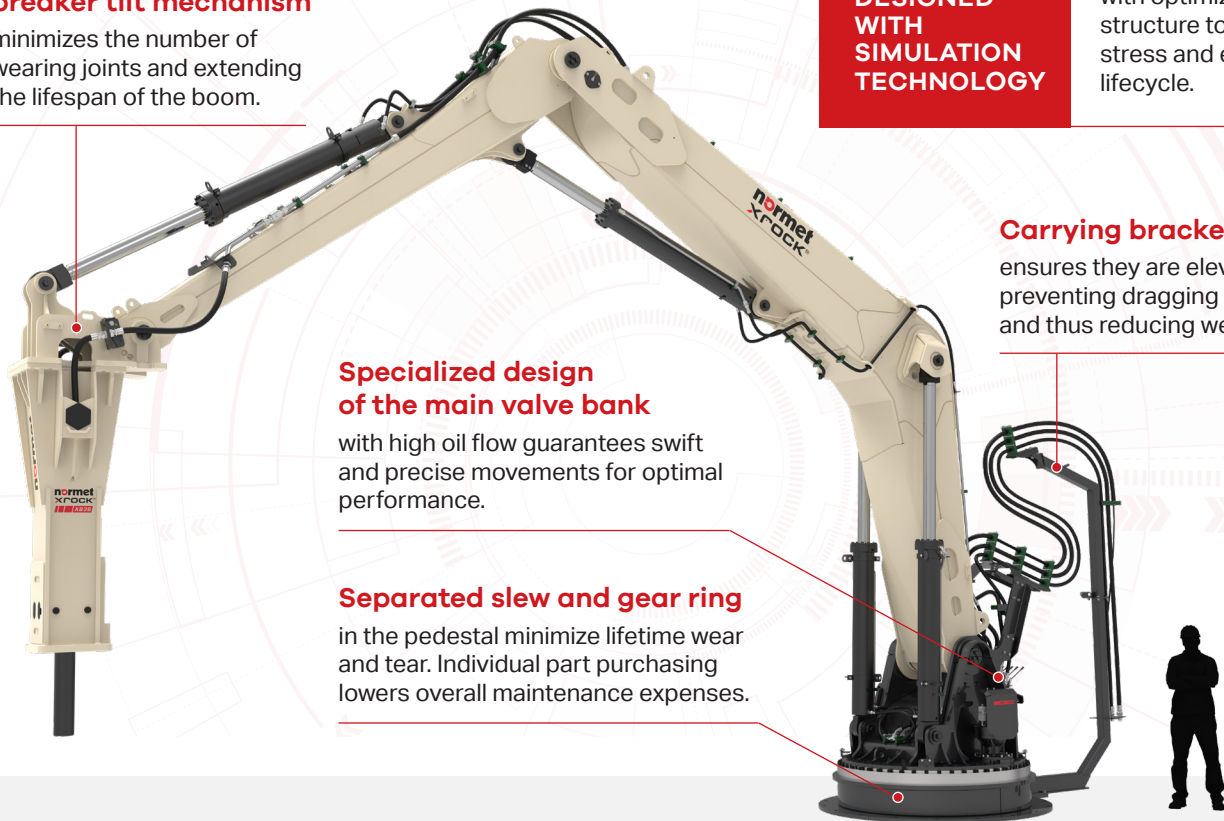 breaker tilt mechanism
minimizes the number of
wearing joints and extending
the lifespan of the boom.
DESIGNED
WITH
SIMULATION
TECHNOLOGY
with optimiz
structure to
stress and e
lifecycle.
normet
xrock®
Carrying bracke
ensures they are elev
preventing dragging
and thus reducing we
Specialized design
of the main valve bank
with high oil flow guarantees swift
and precise movements for optimal
performance.
normet
xrock®
XB36
Separated slew and gear ring
in the pedestal minimize lifetime wear
and tear. Individual part purchasing
lowers overall maintenance expenses.